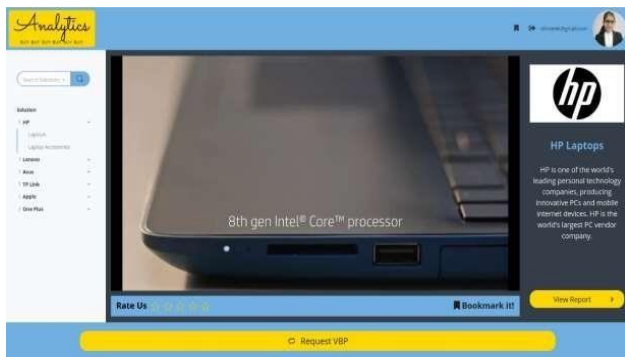 Analytics
Solution
HP
Laptops
Laptop Accessories
Lenovo
Asus
TP Link
Apple
One Plus
8th gen Intel® Core™ processor
Rate Us
Bookmark it!
hp
HP Laptops
HP is one of the world's
leading personal technology
companies, producing
innovative PCs and mobile
internet devices. HP is the
world's largest PC vendor
company.
View Report
Request VBP